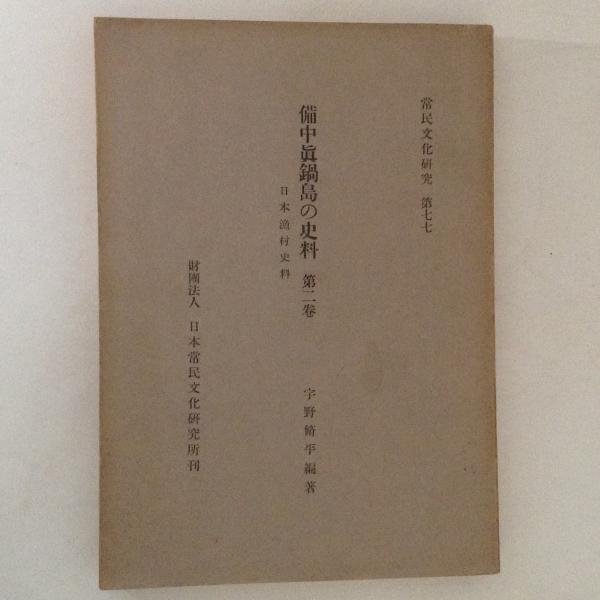 常民文化研究 第七七
備中眞鍋島の史料 第二卷
日本漁村史料
宇野脩平編著
財團法人 日本常民文化研究所刊